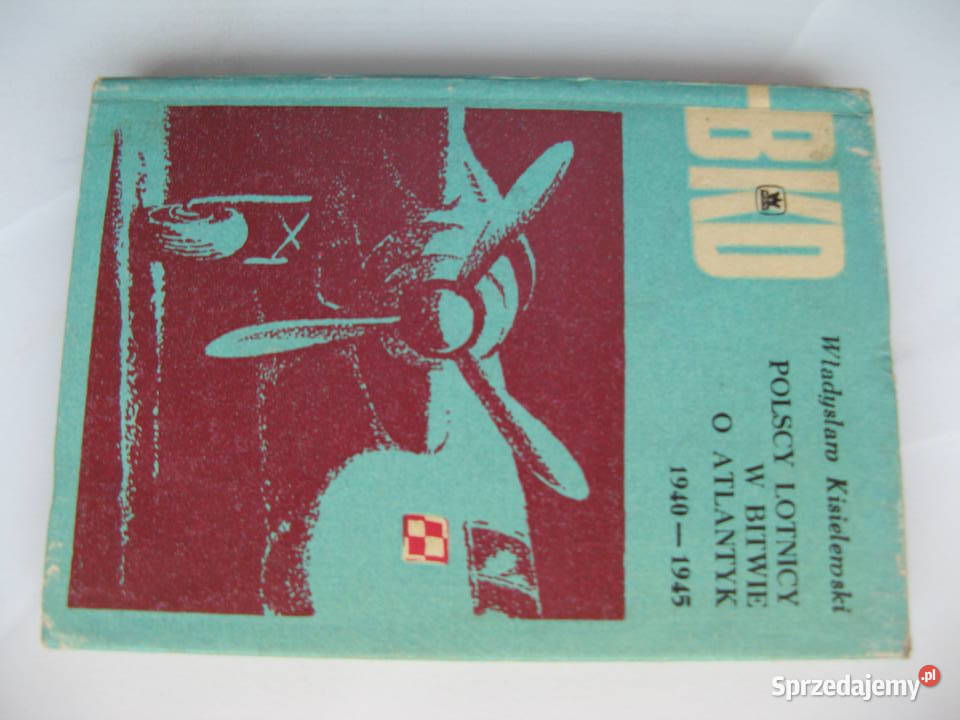 BKD
Władysław Kisielewski
POLSCY LOTNICY
W BITWIE
O ATLANTYK
1940—1945
Sprzedajemy.pl